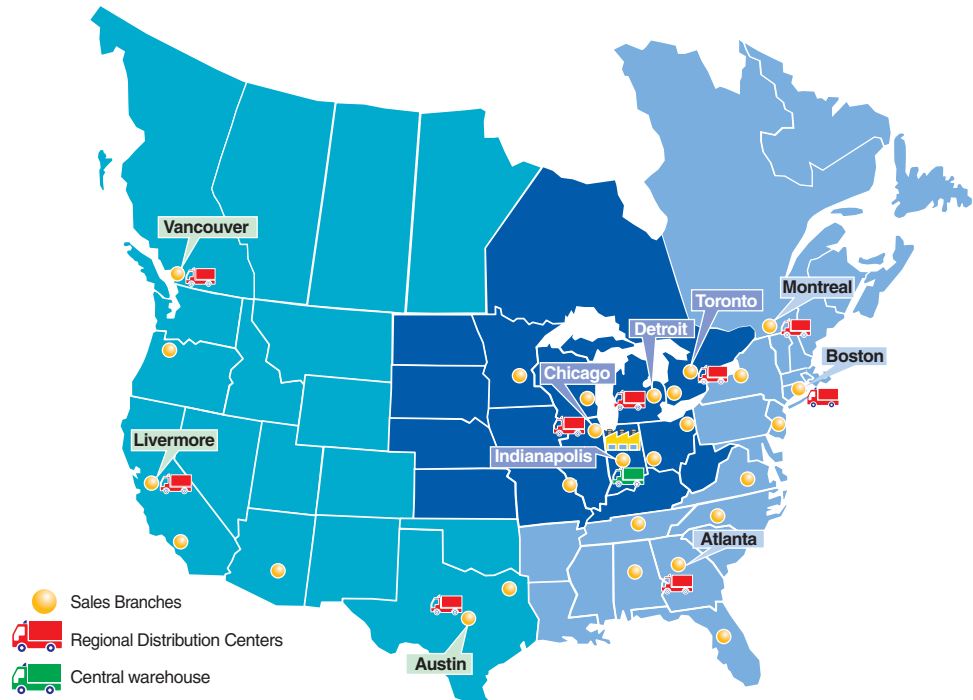 Vancouver
Montreal
Toronto
Detroit
Boston
Chicago
Livermore
Indianapolis
Atlanta
Sales Branches
Regional Distribution Centers
Austin
Central warehouse